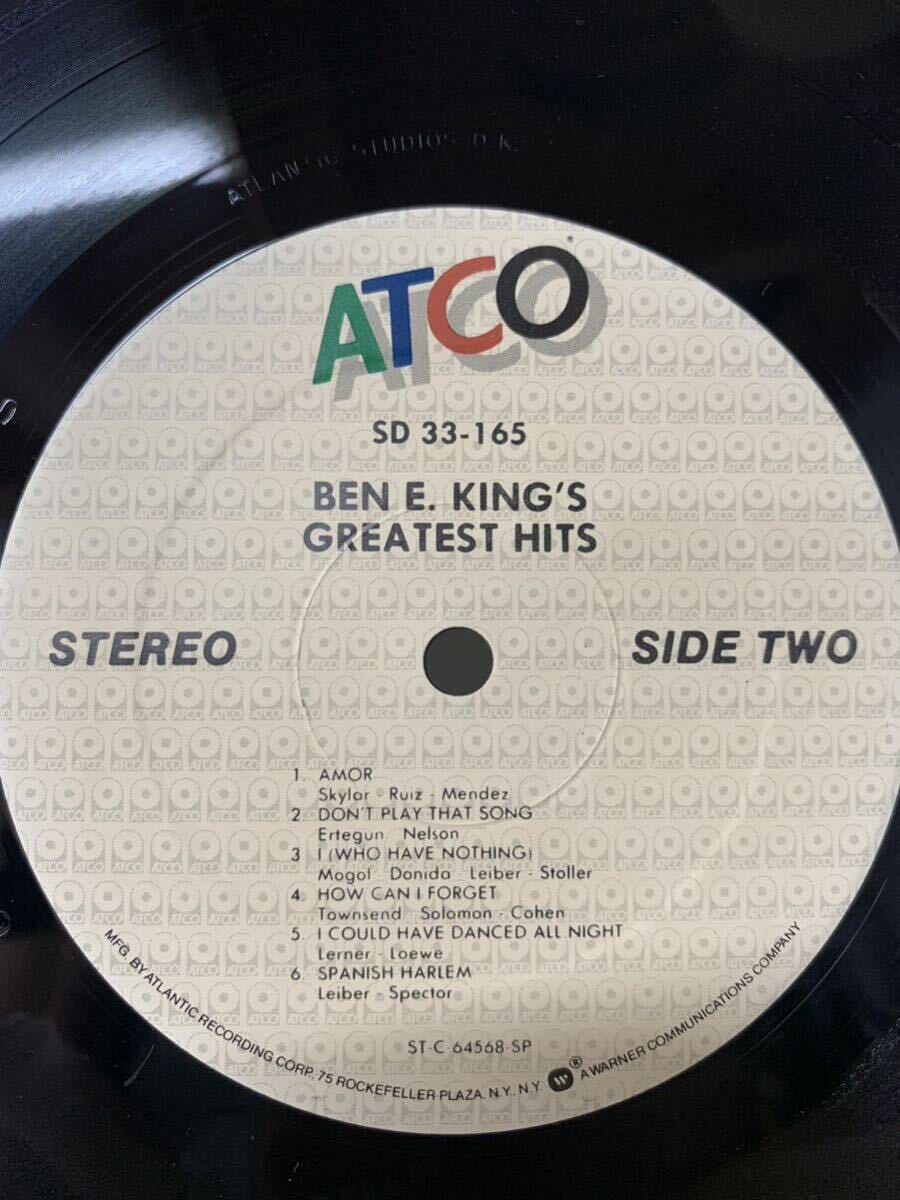 ATLANTIC STUDIOS D.K.
ATCO
SD 33-165
BEN E. KING'S
GREATEST HITS
STEREO
SIDE TWO
1. AMOR
Skylar - Ruiz - Mendez
2. DON'T PLAY THAT SONG
Ertegun Nelson
3 I (WHO HAVE NOTHING)
Mogol Donida Leiber - Stoller
4. HOW CAN I FORGET
Townsend Solomon - Cohen
5. I COULD HAVE DANCED ALL NIGHT
Lerner - Loewe
6. SPANISH HARLEM
Leiber - Spector
ST-C 64568-SP
MFG. BY ATLANTIC RECORDING CORP. 75 ROCKEFELLER PLAZA, N.Y., N.Y. ® A WARNER COMMUNICATIONS COMPANY